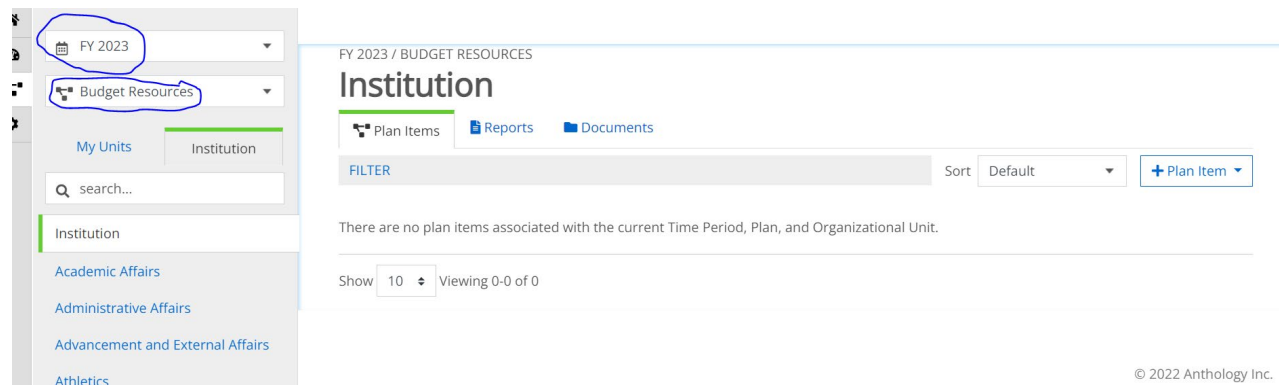 FY 2023
Budget Resources
My Units
Institution
search...
Institution
Academic Affairs
Administrative Affairs
Advancement and External Affairs
Athletics
FY 2023 / BUDGET RESOURCES
Institution
Plan Items
Reports
Documents
FILTER
Sort Default
+ Plan Item
There are no plan items associated with the current Time Period, Plan, and Organizational Unit.
Show 10 Viewing 0-0 of 0
© 2022 Anthology Inc.